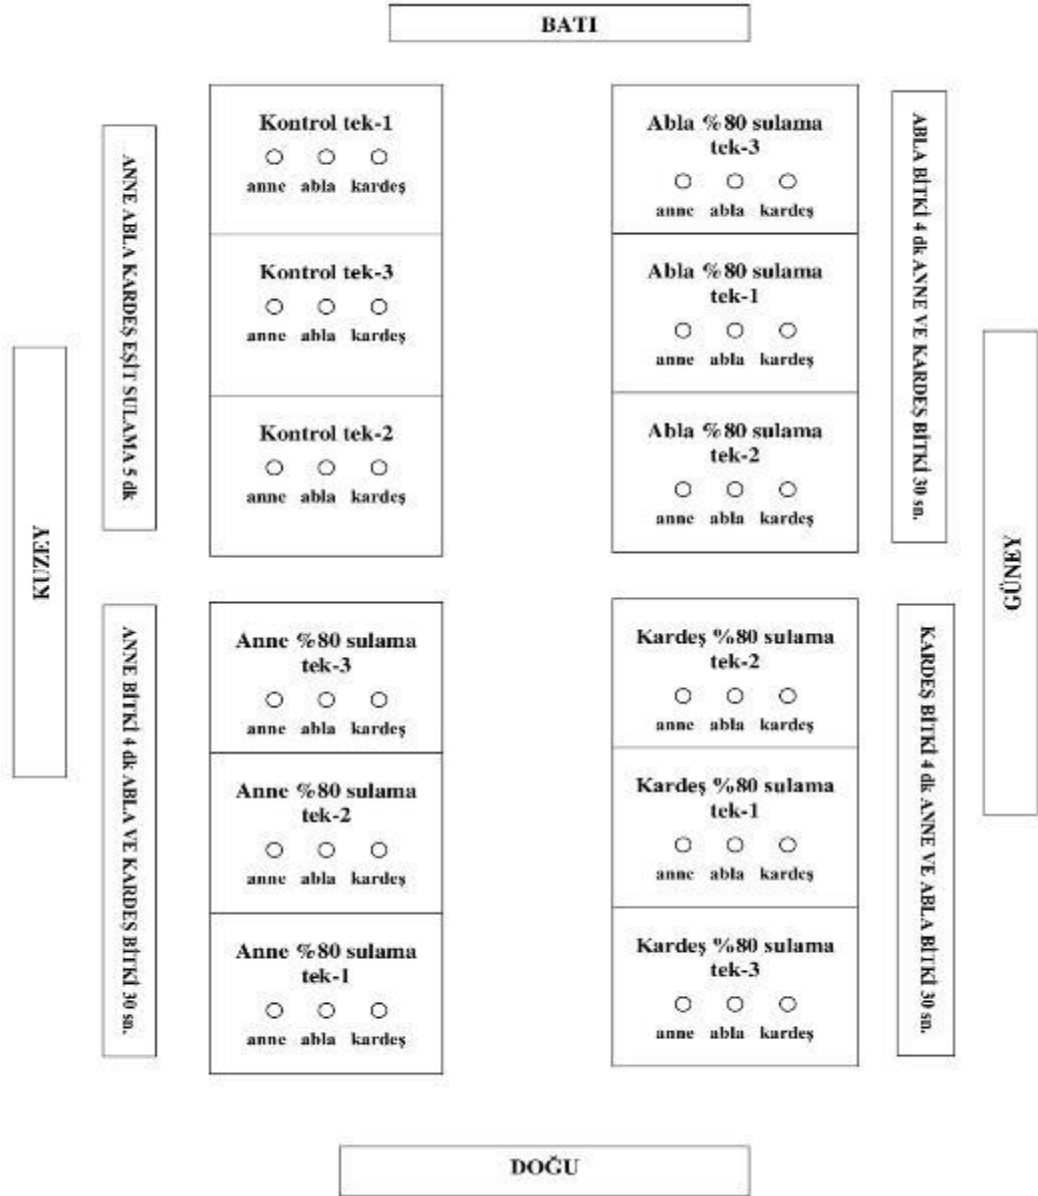 BATI
ANNE ABLA KARDEŞ EŞİT SULAMA 5 dk
Kontrol tek-1
anne abla kardeş
Kontrol tek-3
anne abla kardeş
Kontrol tek-2
anne abla kardeş
Abla %80 sulama
tek-3
anne abla kardeş
Abla %80 sulama
tek-1
anne abla kardeş
Abla %80 sulama
tek-2
anne abla kardeş
ABLA BİTKİ 4 dk ANNE VE KARDEŞ BİTKİ 30 sn.
KUZEY
GÜNEY
ANNE BİTKİ 4 dk ABLA VE KARDEŞ BİTKİ 30 sn.
Anne %80 sulama
tek-3
anne abla kardeş
Anne %80 sulama
tek-2
anne abla kardeş
Anne %80 sulama
tek-1
anne abla kardeş
Kardeş %80 sulama
tek-2
anne abla kardeş
Kardeş %80 sulama
tek-1
anne abla kardeş
Kardeş %80 sulama
tek-3
anne abla kardeş
KARDEŞ BİTKİ 4 dk ANNE VE ABLA BİTKİ 30 sn.
DOĞU